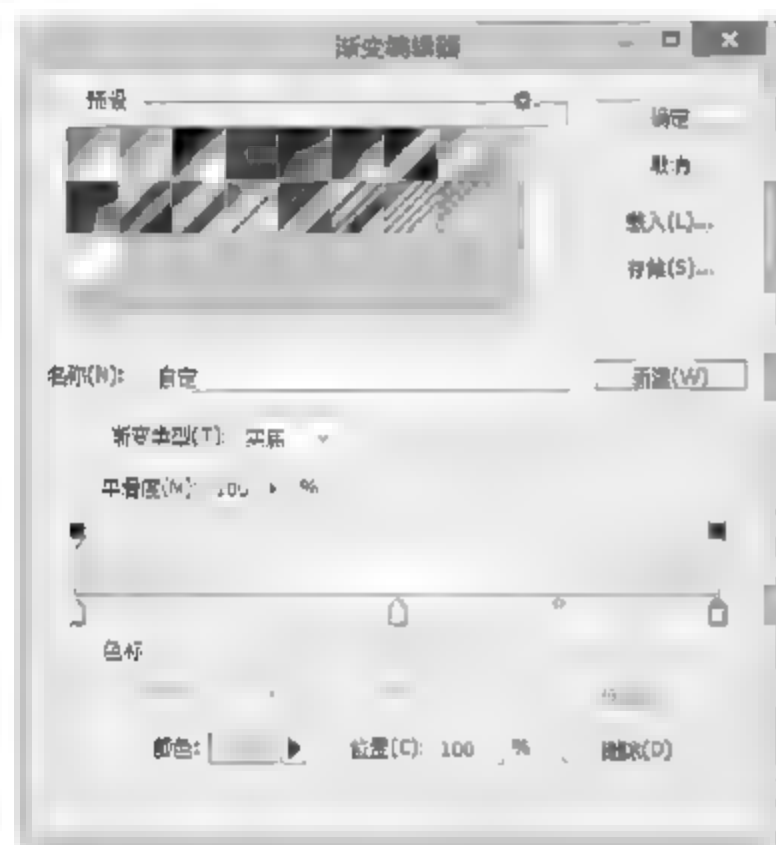 渐变编辑器
预设
确定
取消
载入(L)...
存储(S)...
名称(N): 自定
新建(W)
渐变类型(T): 实底
平滑度(M): 100 %
色标
颜色: 位置(C): 100 % 删除(D)